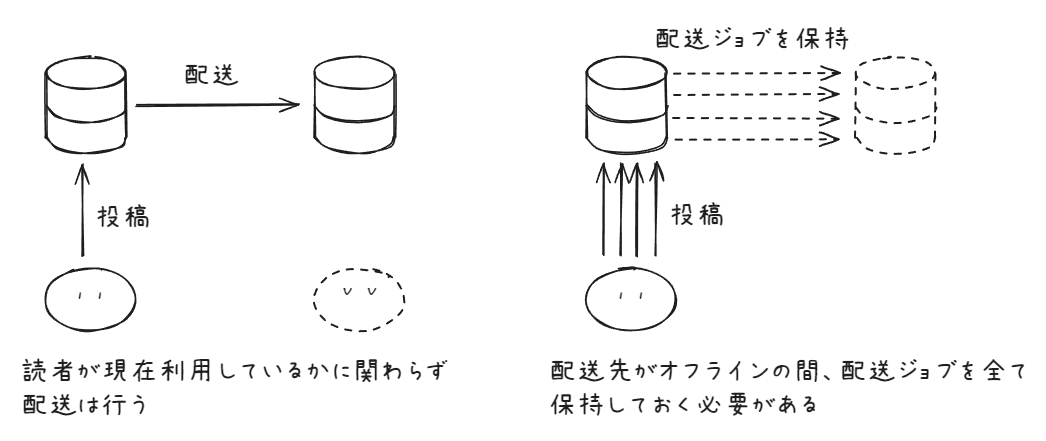 配送
投稿
読者が現在利用しているかに関わらず
配送は行う
配送ジョブを保持
投稿
配送先がオフラインの間、配送ジョブを全て
保持しておく必要がある